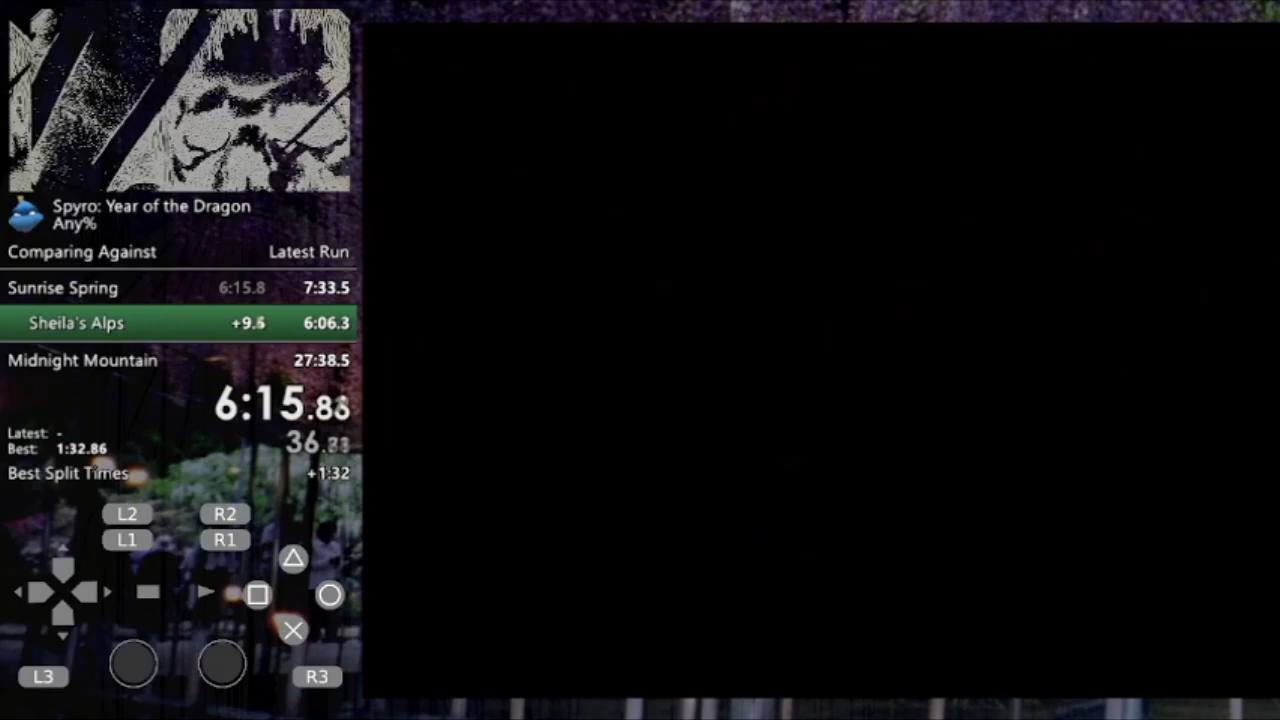 Spyro: Year of the Dragon
Any%
Comparing Against Latest Run
Sunrise Spring 6:15.8 7:33.5
Sheila's Alps 6:06.3
Midnight Mountain 27:38.5
6:15
Latest: -
Best: 1:32.86
Best Split Times +1:32
L2 R2
L1 R1
L3 R3